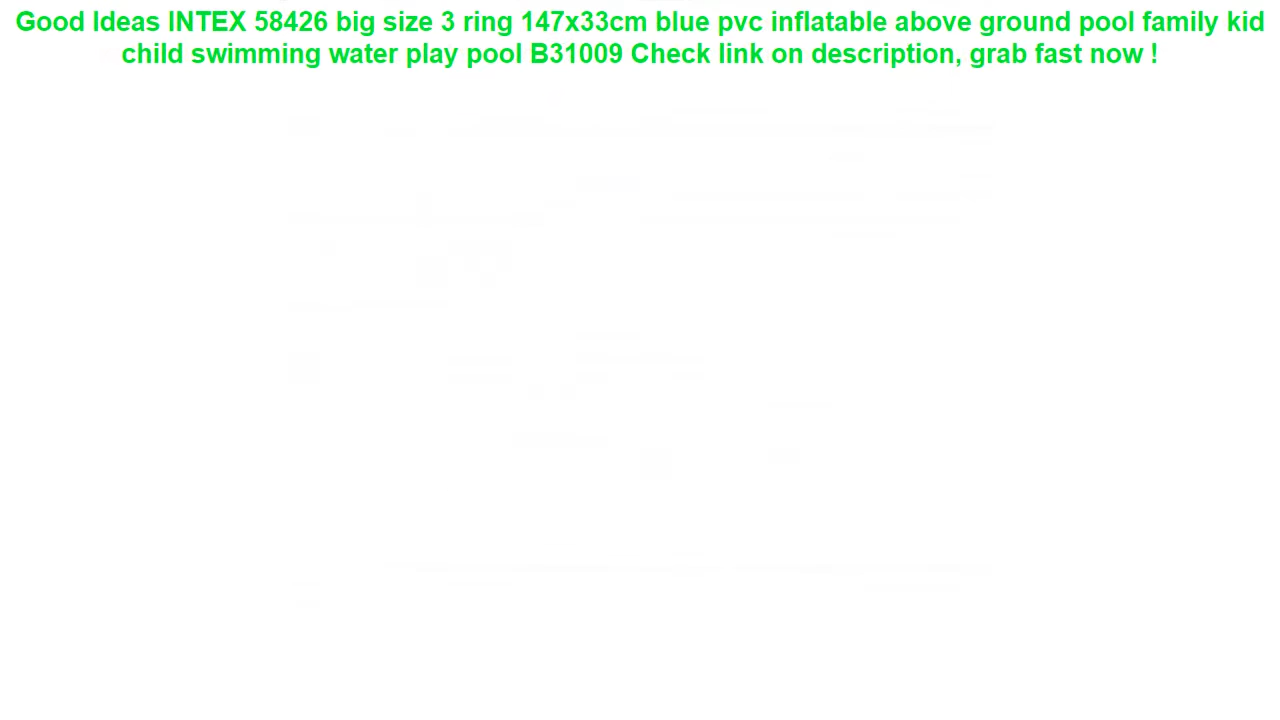 Good Ideas INTEX 58426 big size 3 ring 147x33cm blue pvc inflatable above ground pool family kid
child swimming water play pool B31009 Check link on description, grab fast now !